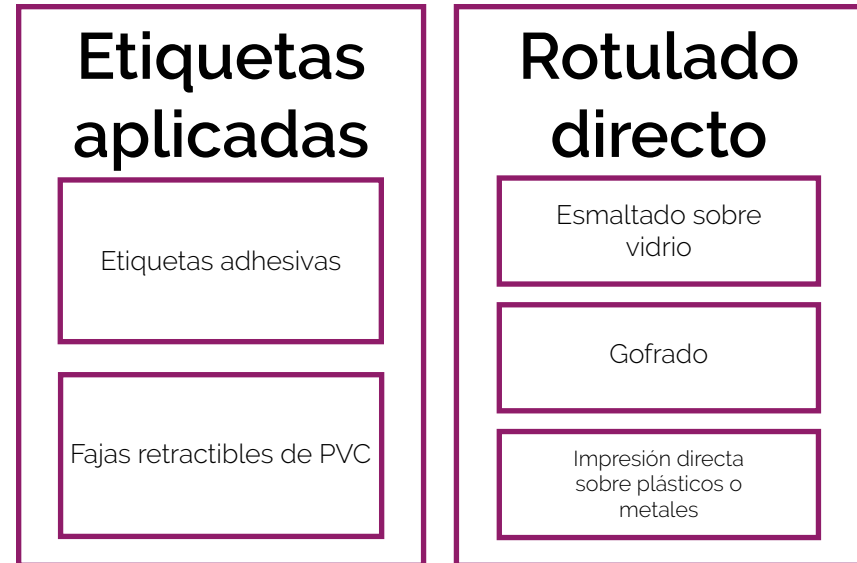 Etiquetas
aplicadas
Etiquetas adhesivas
Fajas retractibles de PVC
Rotulado
directo
Esmaltado sobre
vidrio
Gofrado
Impresión directa
sobre plásticos o
metales